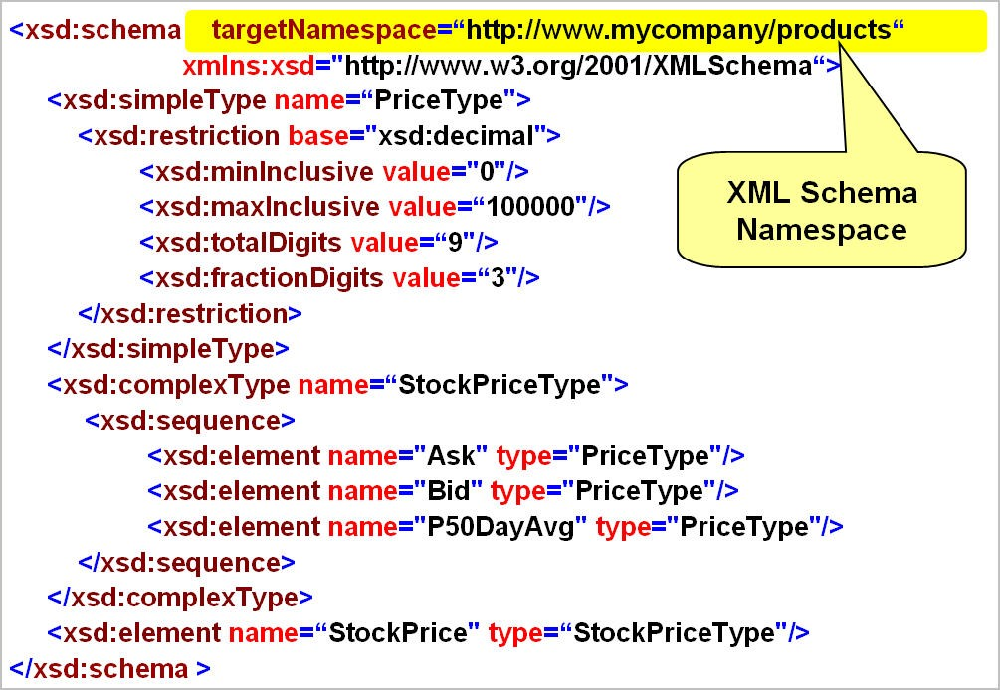 <xsd:schema targetNamespace=“http://www.mycompany/products“
xmlns:xsd="http://www.w3.org/2001/XMLSchema“>
<xsd:simpleType name=“PriceType">
<xsd:restriction base="xsd:decimal">
<xsd:minInclusive value="0"/>
<xsd:maxInclusive value=“100000"/>
<xsd:totalDigits value=“9"/>
<xsd:fractionDigits value=“3"/>
</xsd:restriction>
</xsd:simpleType>
<xsd:complexType name=“StockPriceType">
<xsd:sequence>
<xsd:element name="Ask" type="PriceType"/>
<xsd:element name="Bid" type="PriceType"/>
<xsd:element name="P50DayAvg" type="PriceType"/>
</xsd:sequence>
</xsd:complexType>
<xsd:element name=“StockPrice" type=“StockPriceType"/>
</xsd:schema >
XML Schema
Namespace